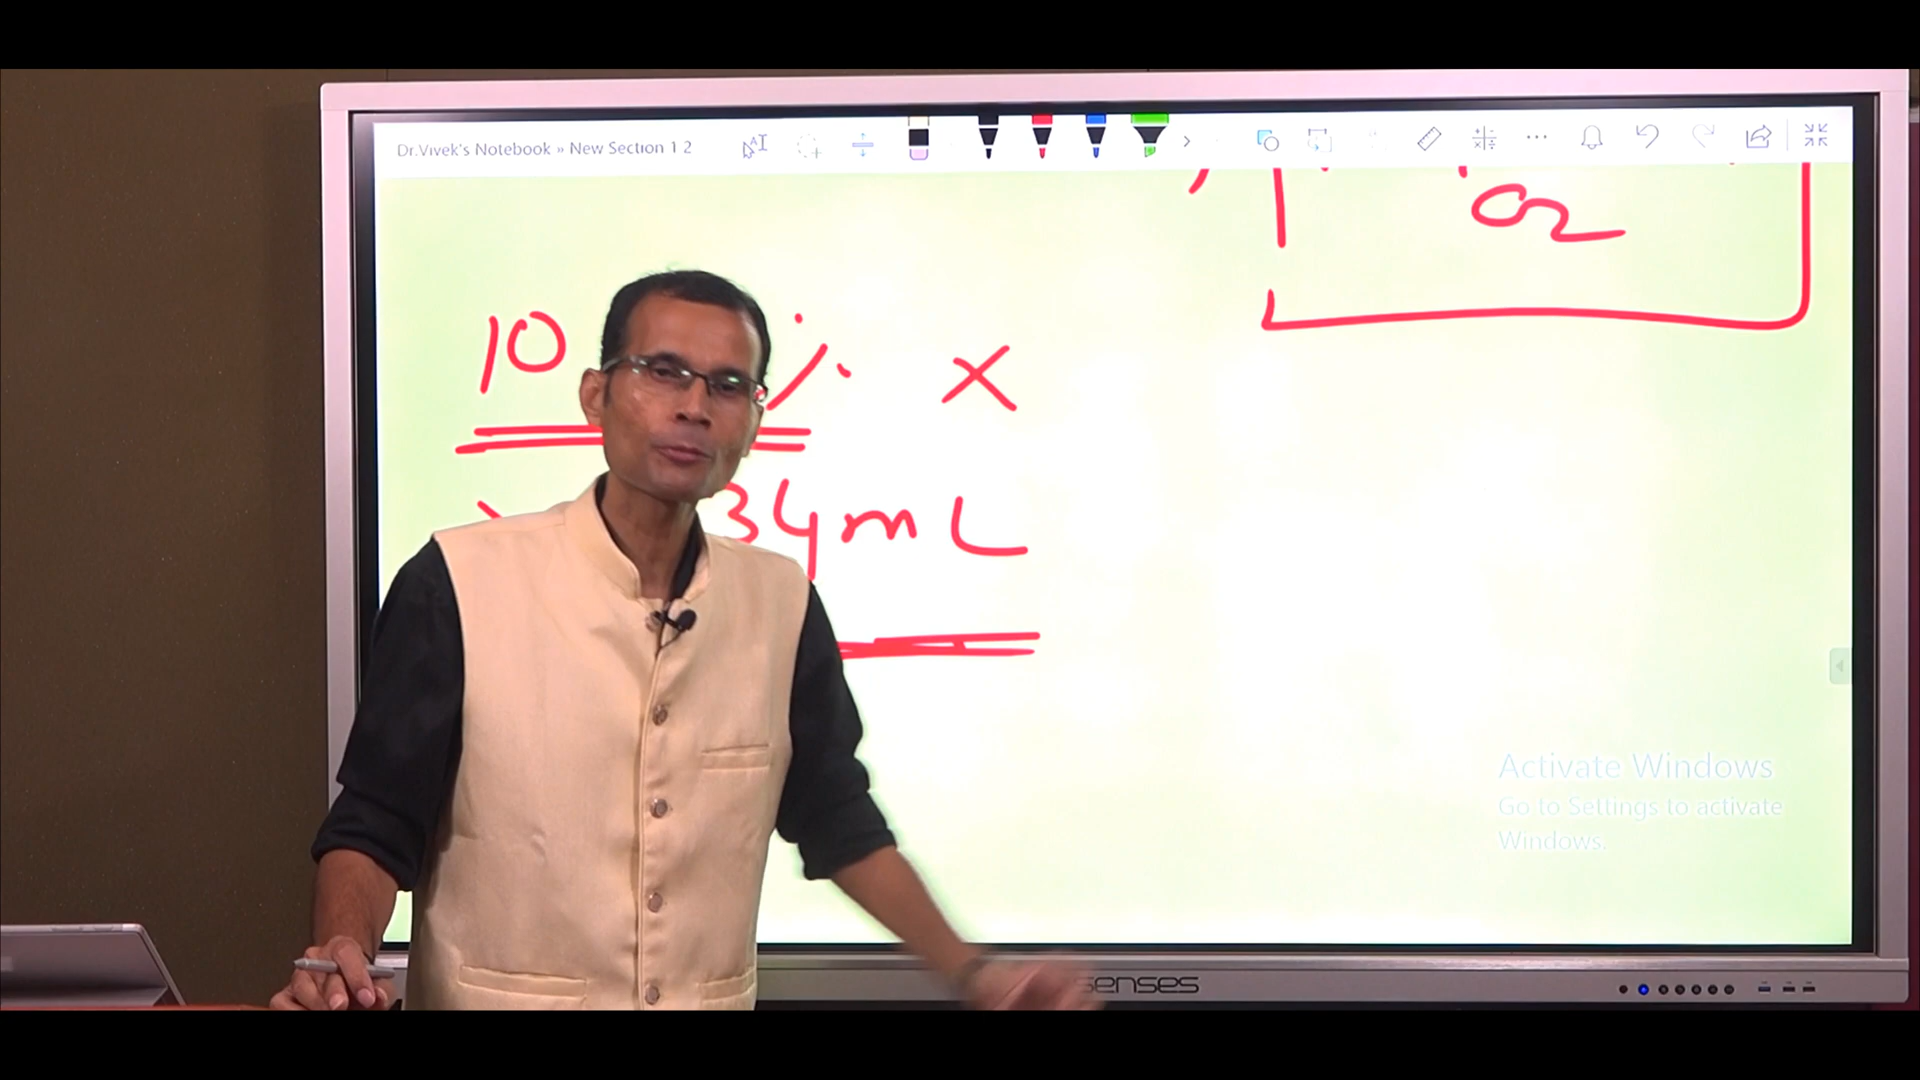 Dr.Vivek's Notebook » New Section 1 2
O2
10 % ×
34mL
Activate Windows
Go to Settings to activate
Windows.
senses